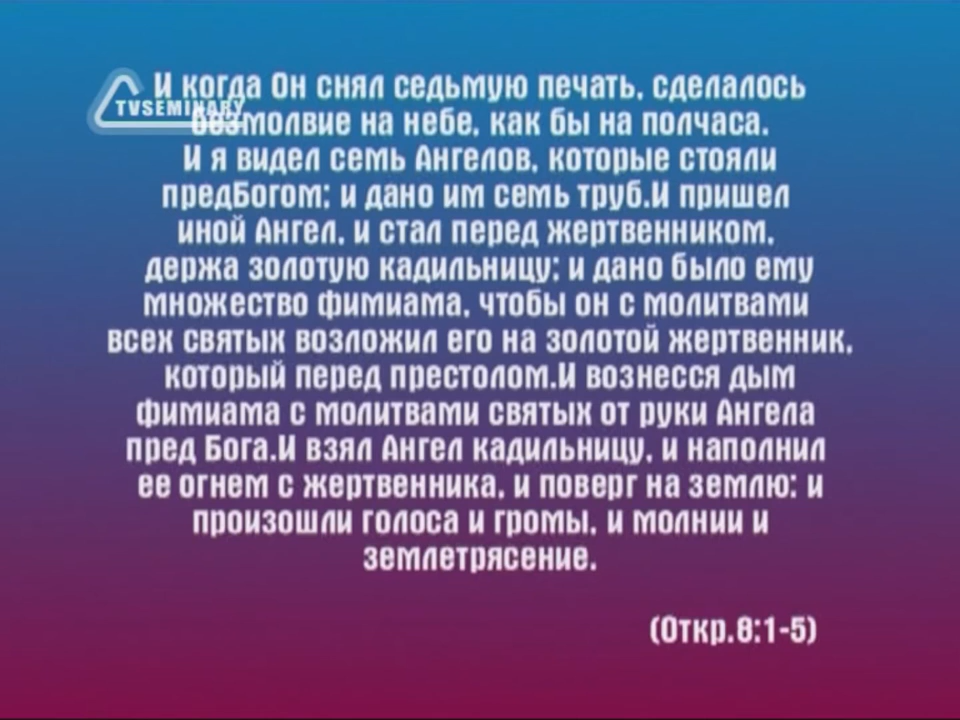 И когда Он снял седьмую печать, сделалось
TVSEMINARY
безмолвие на небе, как бы на полчаса.
И я видел семь Ангелов, которые стояли
предБогом; и дано им семь труб.И пришел
иной Ангел, и стал перед жертвенником,
держа золотую кадильницу; и дано было ему
множество фимиама, чтобы он с молитвами
всех святых возложил его на золотой жертвенник,
который перед престолом.И вознесся дым
фимиама с молитвами святых от руки Ангела
пред Бога.И взял Ангел кадильницу, и наполнил
ее огнем с жертвенника, и поверг на землю: и
произошли голоса и громы, и молнии и
землетрясение.
(Откр.8:1-5)